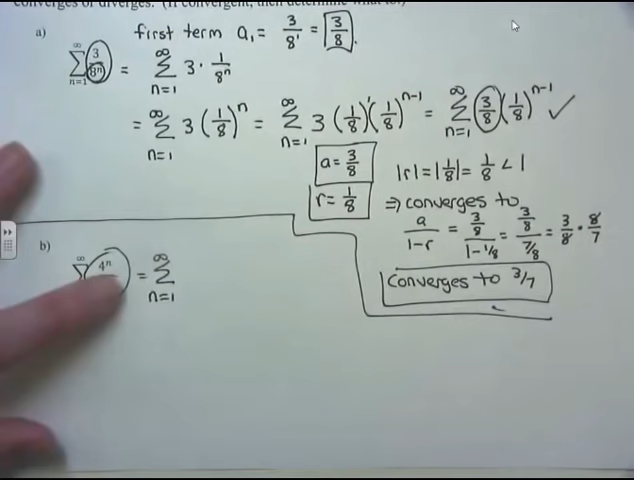 converges or diverges. (If convergent, then determine what to.)
a) first term a₁ = 3/8¹ = 3/8.
∞ Σ n=1 3/8ⁿ = ∞ Σ n=1 3 · 1/8ⁿ
= ∞ Σ n=1 3 (1/8)ⁿ = ∞ Σ n=1 3 (1/8)¹ (1/8)ⁿ⁻¹ = ∞ Σ n=1 (3/8) (1/8)ⁿ⁻¹ ✓
a = 3/8
r = 1/8
|r| = |1/8| = 1/8 < 1
⇒ converges to
a/(1-r) = (3/8)/(1-1/8) = (3/8)/(7/8) = 3/8 · 8/7
Converges to 3/7
b)
∞ Σ 4ⁿ = ∞ Σ n=1